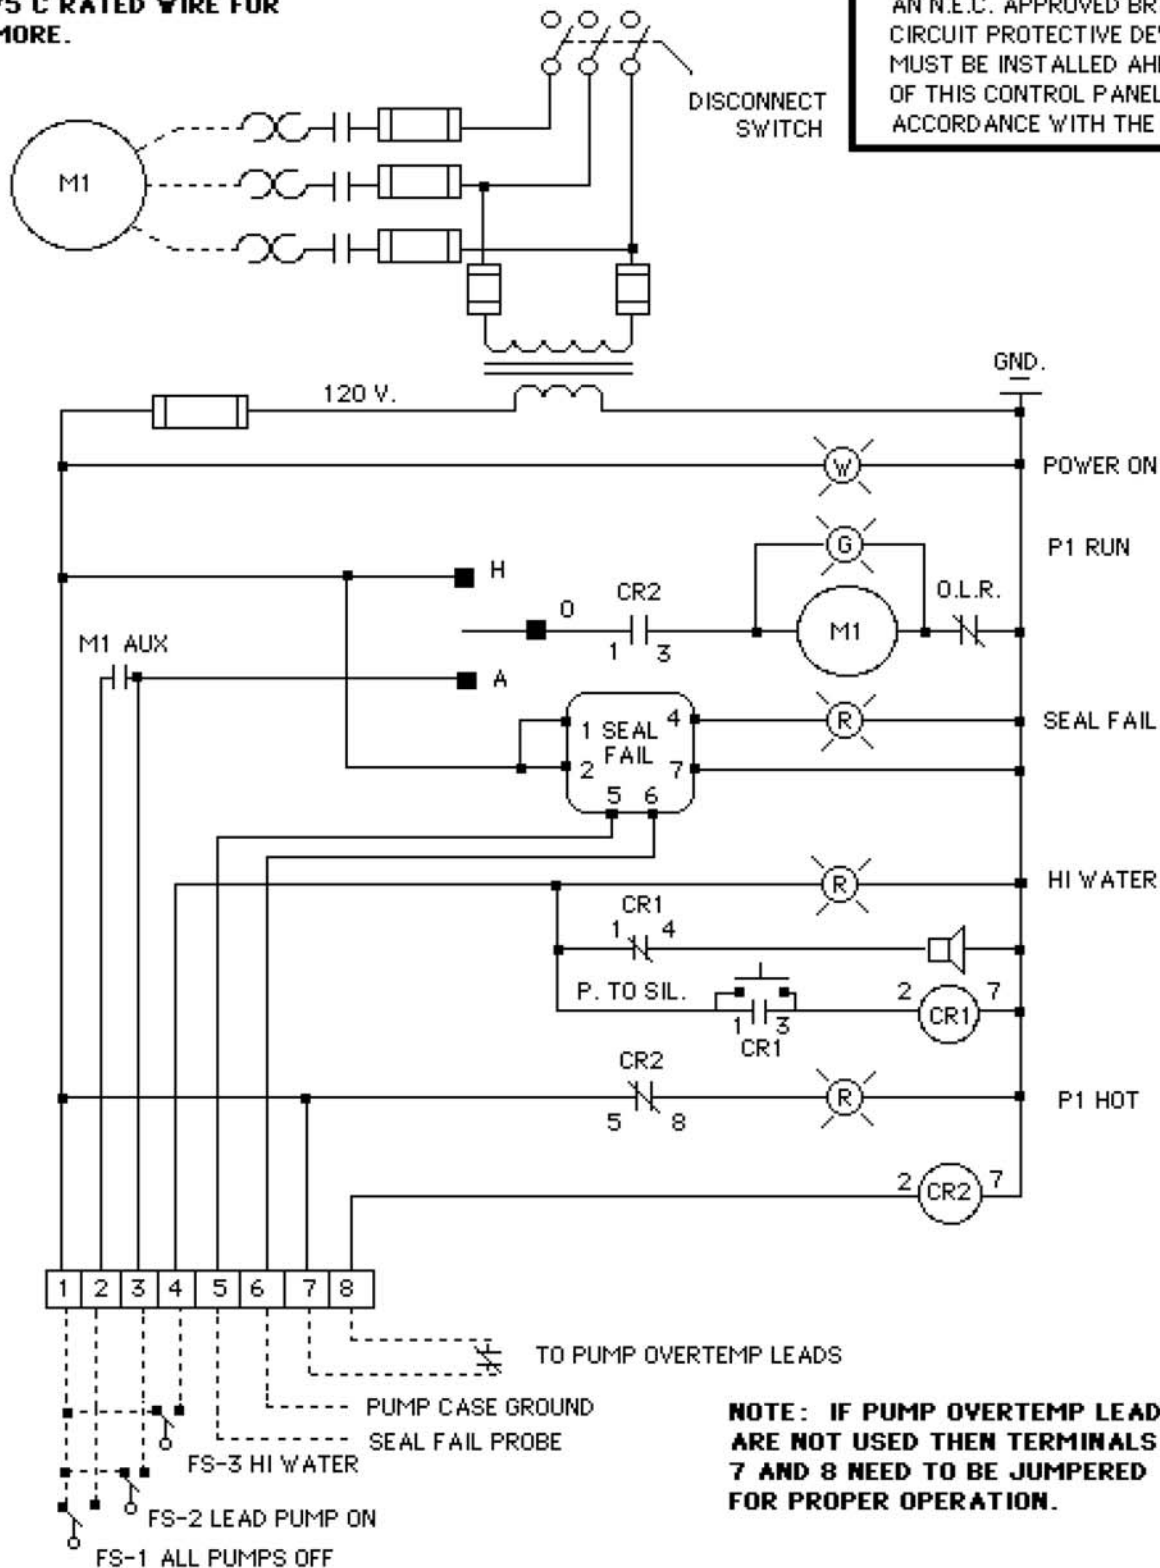 75 C RATED WIRE FOR
MORE.
AN N.E.C. APPROVED BR
CIRCUIT PROTECTIVE DE
MUST BE INSTALLED AH
OF THIS CONTROL PANEL
ACCORDANCE WITH THE
DISCONNECT
SWITCH
M1
GND.
120 V.
W
POWER ON
G
P1 RUN
H
O
CR2
1 3
M1
O.L.R.
M1 AUX
A
1 SEAL 4
FAIL
2 7
5 6
R
SEAL FAIL
R
HI WATER
CR1
1 4
P. TO SIL.
1 3
CR1
2 CR1 7
CR2
5 8
R
P1 HOT
2 CR2 7
1 2 3 4 5 6 7 8
TO PUMP OVERTEMP LEADS
PUMP CASE GROUND
SEAL FAIL PROBE
FS-3 HI WATER
FS-2 LEAD PUMP ON
FS-1 ALL PUMPS OFF
NOTE: IF PUMP OVERTEMP LEAD
ARE NOT USED THEN TERMINALS
7 AND 8 NEED TO BE JUMPERED
FOR PROPER OPERATION.